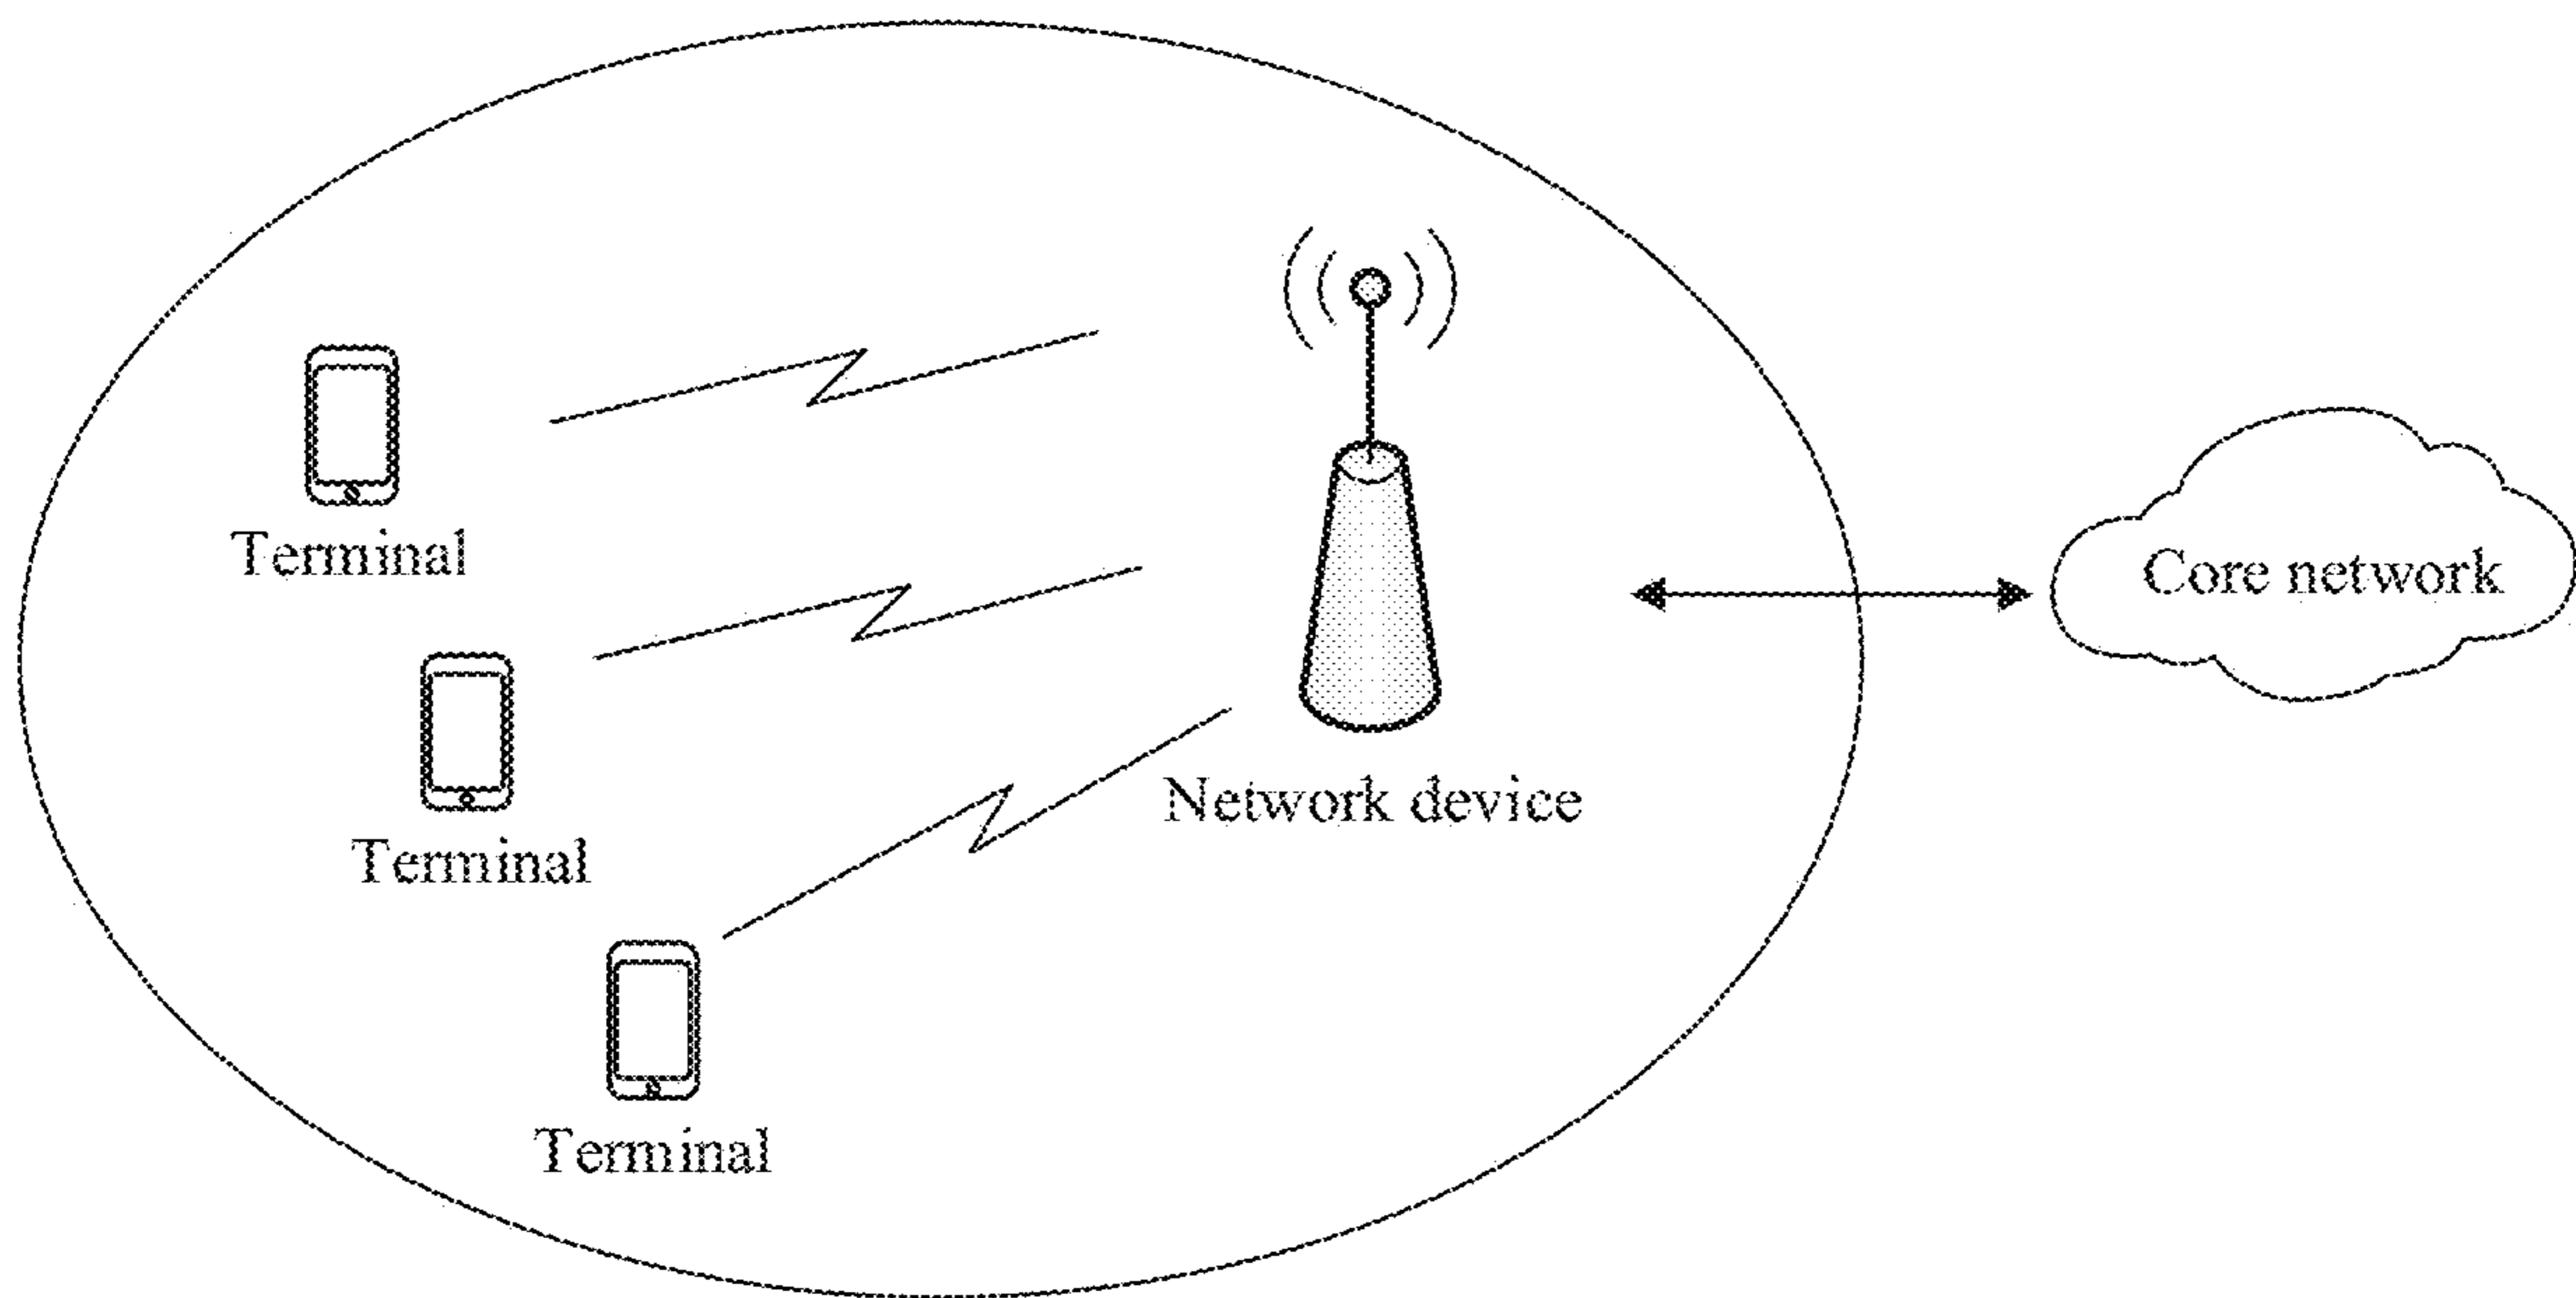 Terminal
Core network
Network device
Terminal
Terminal